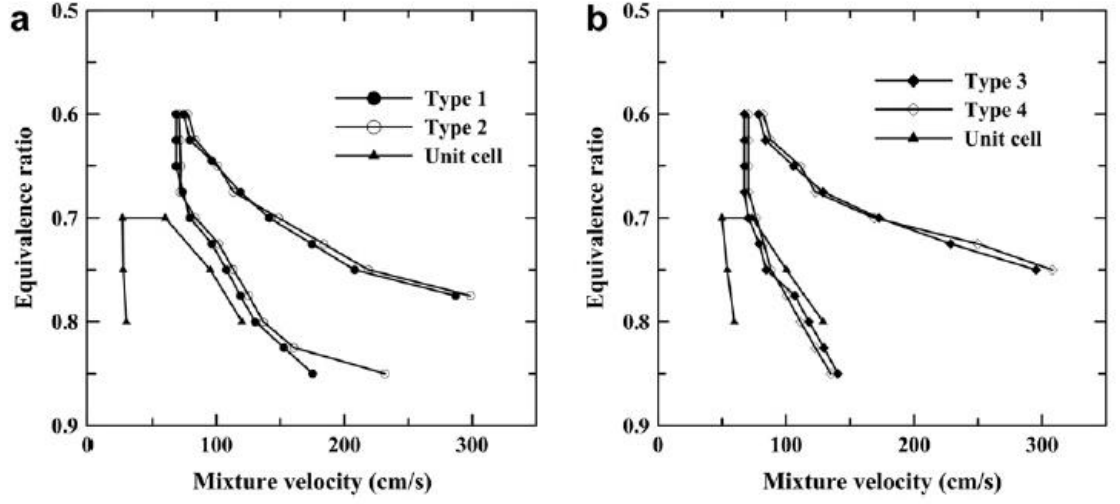 a
0.5
0.6
0.7
0.8
0.9
Equivalence ratio
Type 1
Type 2
Unit cell
0
100
200
300
Mixture velocity (cm/s)
b
0.5
0.6
0.7
0.8
0.9
Equivalence ratio
Type 3
Type 4
Unit cell
0
100
200
300
Mixture velocity (cm/s)